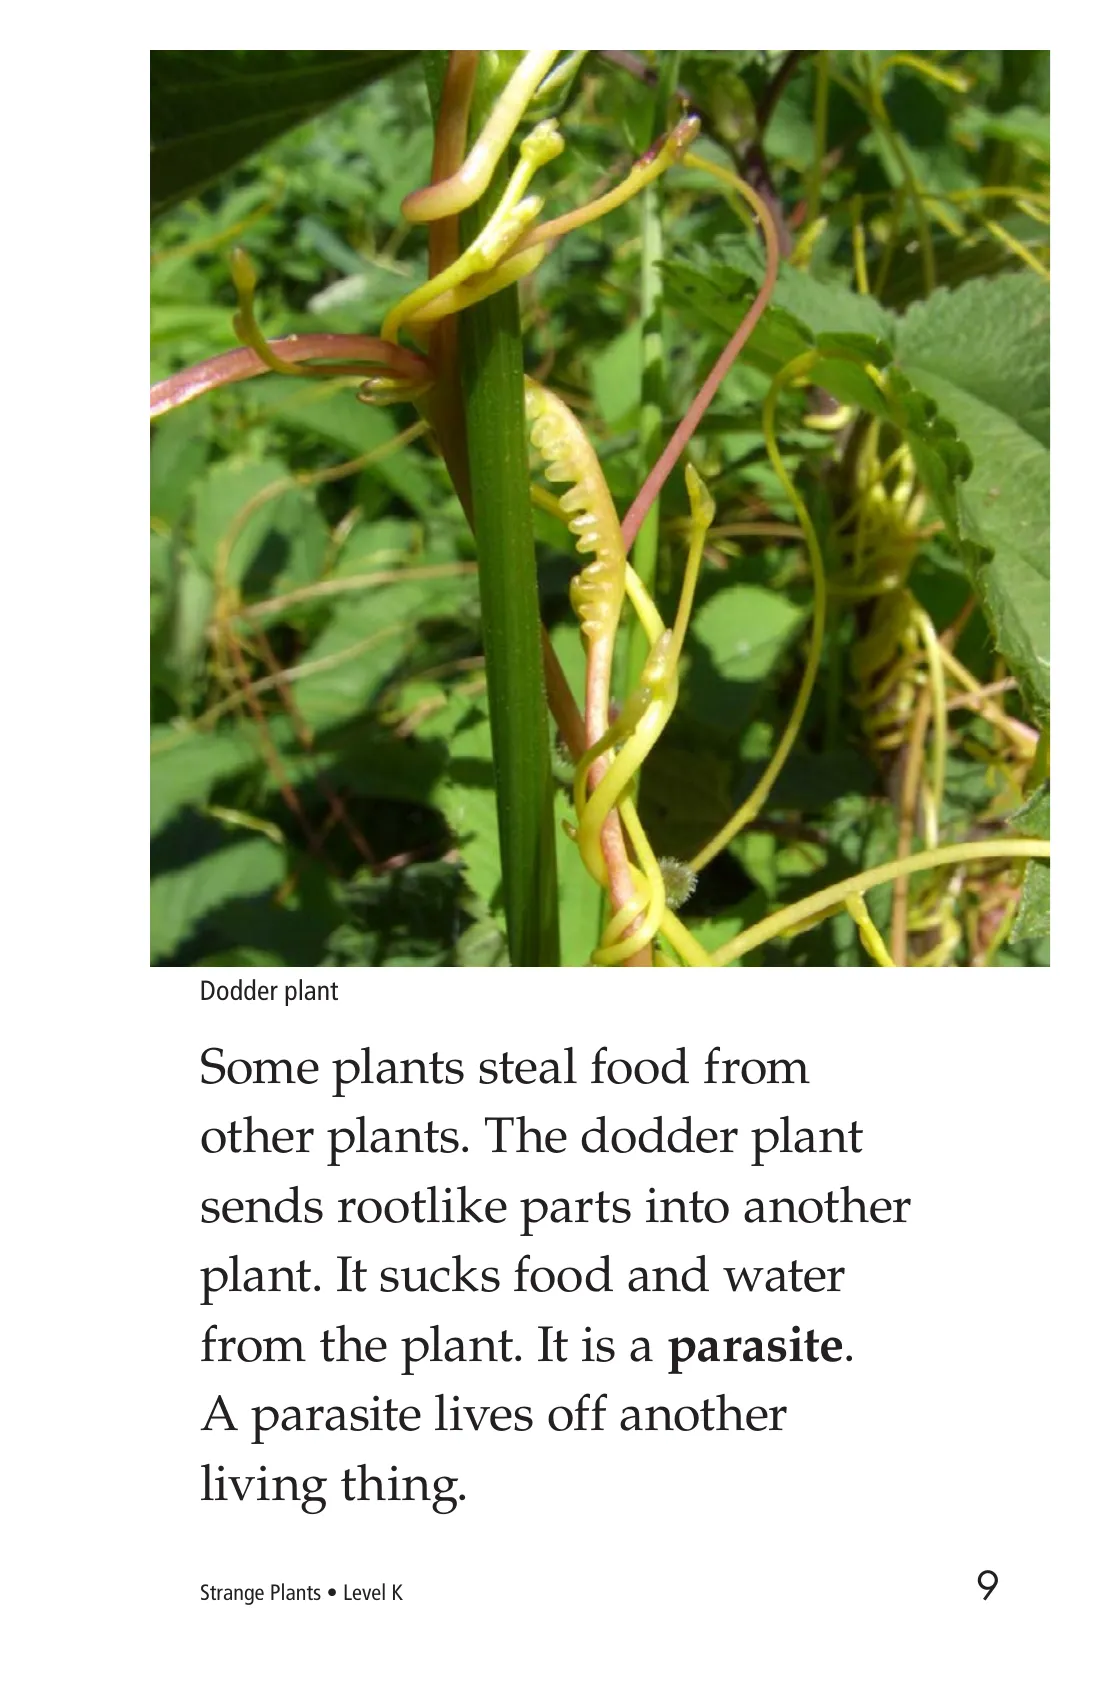 Dodder plant
Some plants steal food from
other plants. The dodder plant
sends rootlike parts into another
plant. It sucks food and water
from the plant. It is a parasite.
A parasite lives off another
living thing.
Strange Plants • Level K
9